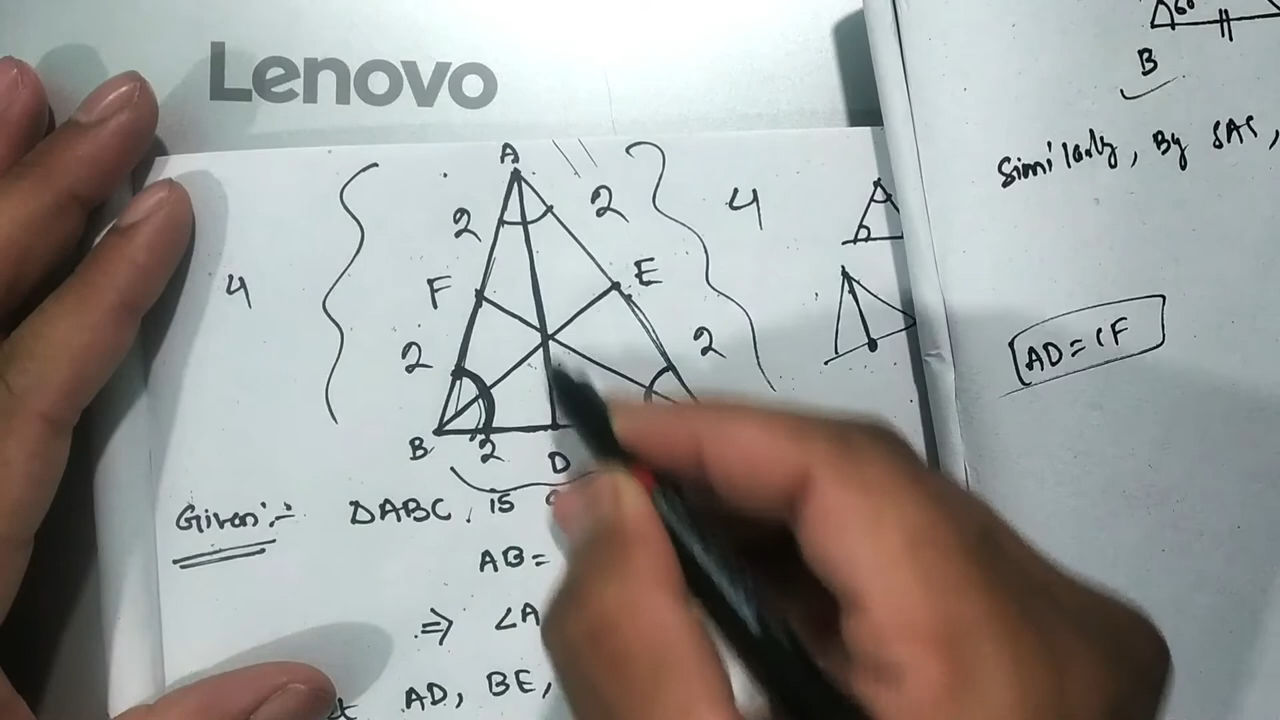 Lenovo
A
2
2
4
4
F
E
2
2
B
2
D
Given:-
ΔABC, is
AB=
⇒ ∠A
AD, BE,
60
B
Similarly, By SAS,
AD=CF